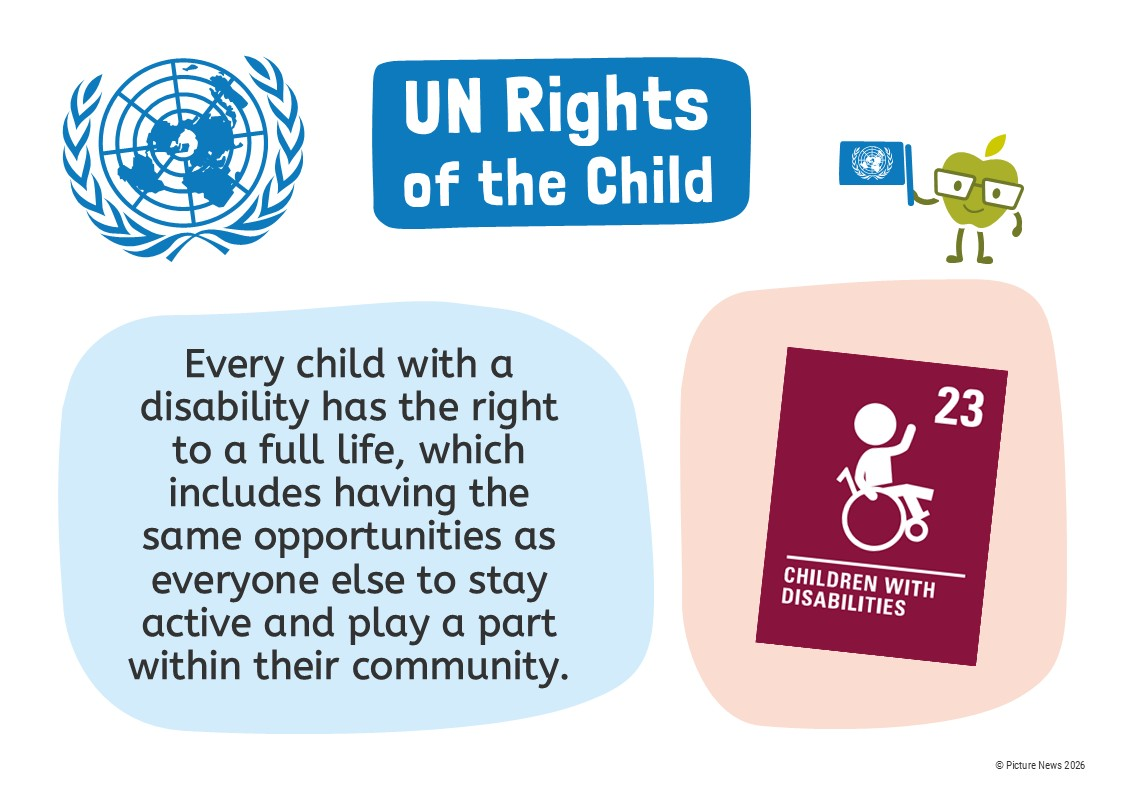 UN Rights
of the Child
Every child with a
disability has the right
to a full life, which
includes having the
same opportunities as
everyone else to stay
active and play a part
within their community.
23
CHILDREN WITH
DISABILITIES
© Picture News 2026